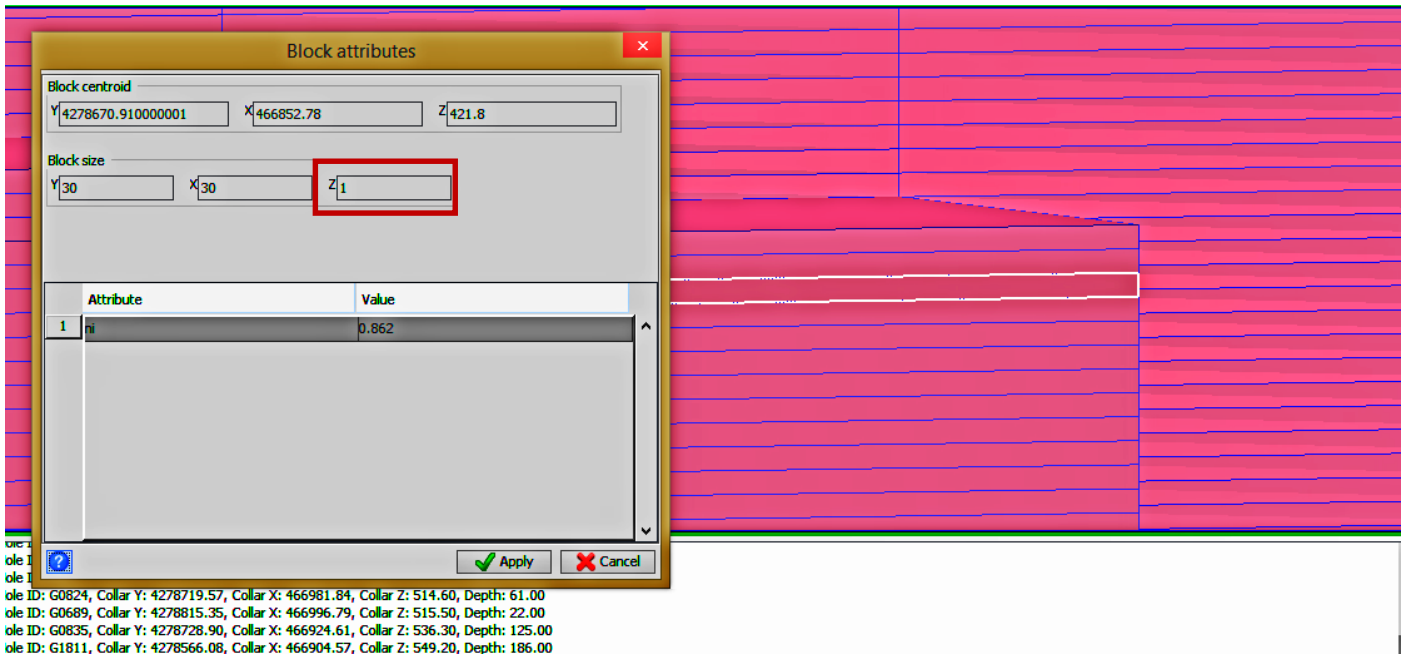 Block attributes
Block centroid
Y 4278670.910000001 X 466852.78 Z 421.8
Block size
Y 30 X 30 Z 1
Attribute Value
1 ni 0.862
Apply Cancel
ole ID: G0824, Collar Y: 4278719.57, Collar X: 466981.84, Collar Z: 514.60, Depth: 61.00
ole ID: G0689, Collar Y: 4278815.35, Collar X: 466996.79, Collar Z: 515.50, Depth: 22.00
ole ID: G0835, Collar Y: 4278728.90, Collar X: 466924.61, Collar Z: 536.30, Depth: 125.00
ole ID: G1811, Collar Y: 4278566.08, Collar X: 466904.57, Collar Z: 549.20, Depth: 186.00